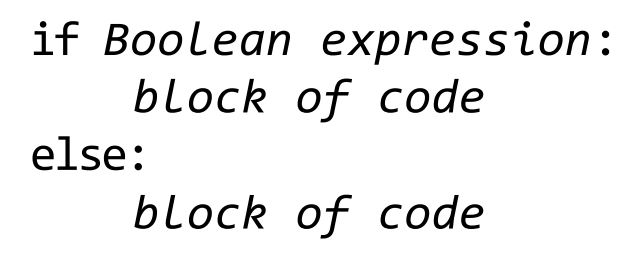 if Boolean expression:
    block of code
else:
    block of code